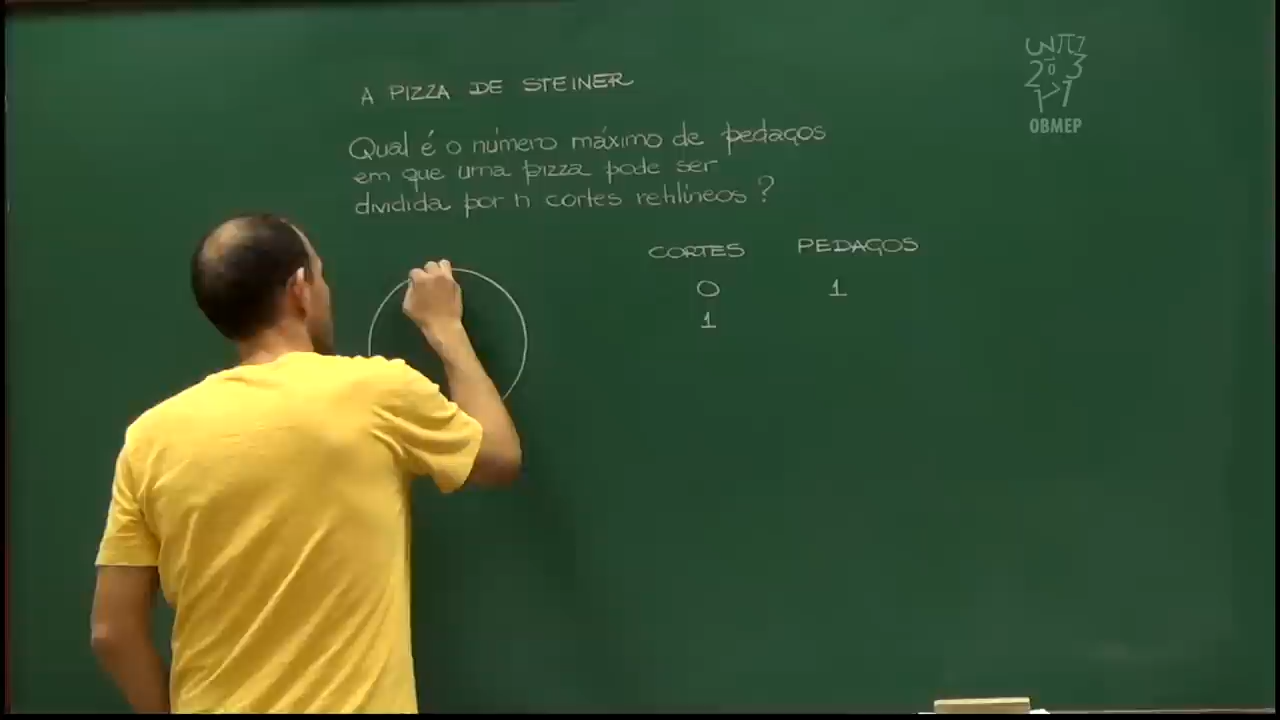 A PIZZA DE STEINER
Qual é o número máximo de pedaços
em que uma pizza pode ser
dividida por n cortes retilíneos?
CORTES PEDAÇOS
0 1
1
OBMEP